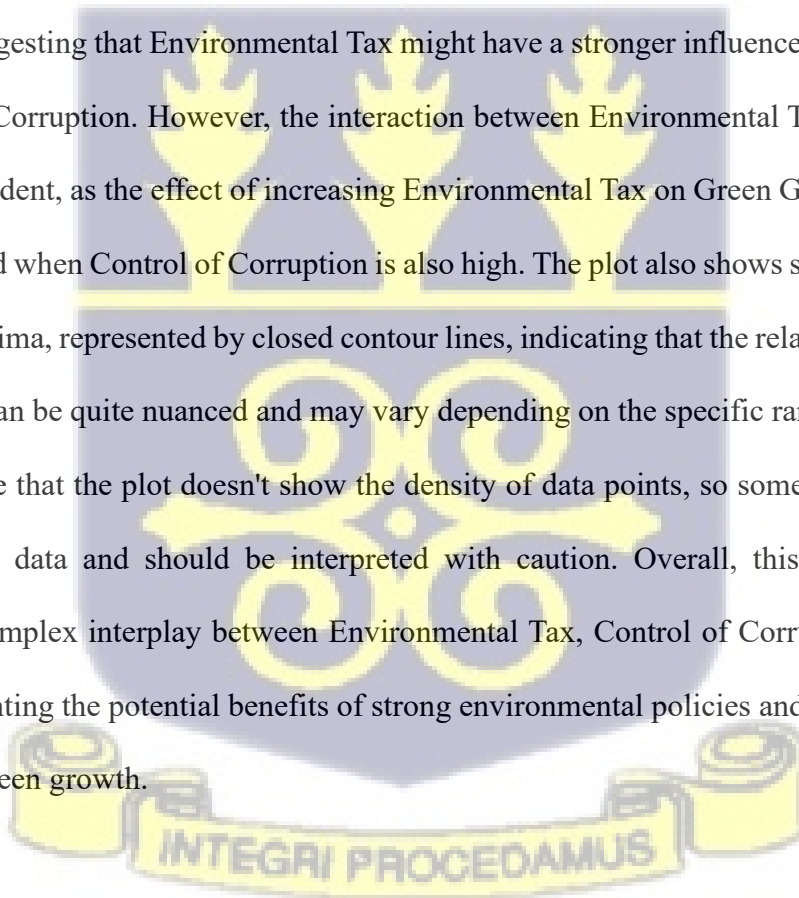 gesting that Environmental Tax might have a stronger influence
Corruption. However, the interaction between Environmental T
dent, as the effect of increasing Environmental Tax on Green G
d when Control of Corruption is also high. The plot also shows s
ima, represented by closed contour lines, indicating that the rela
an be quite nuanced and may vary depending on the specific ran
e that the plot doesn't show the density of data points, so some
data and should be interpreted with caution. Overall, this
mplex interplay between Environmental Tax, Control of Corr
nting the potential benefits of strong environmental policies and
een growth.
INTEGRI PROCEDAMUS